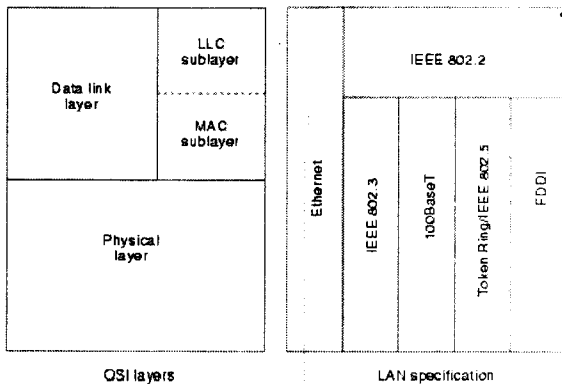 LLC
sublayer
Data link
layer
MAC
sublayer
Physical
layer
OSI layers
IEEE 802.2
Ethernet
IEEE 802.3
100BaseT
Token Ring/IEEE 802.5
FDDI
LAN specification